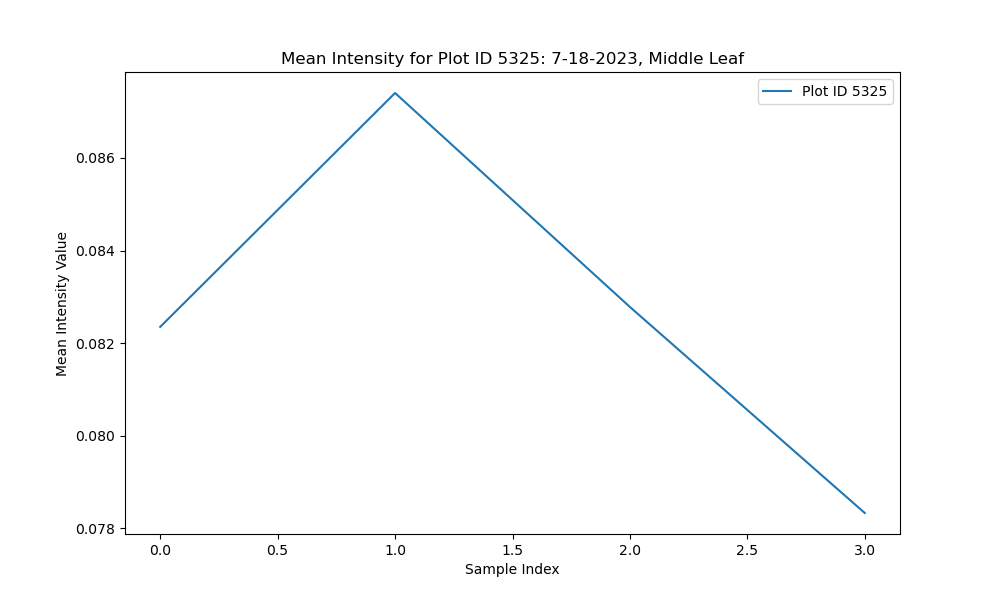 Mean Intensity for Plot ID 5325: 7-18-2023, Middle Leaf
Plot ID 5325
Mean Intensity Value
0.086
0.084
0.082
0.080
0.078
0.0 0.5 1.0 1.5 2.0 2.5 3.0
Sample Index